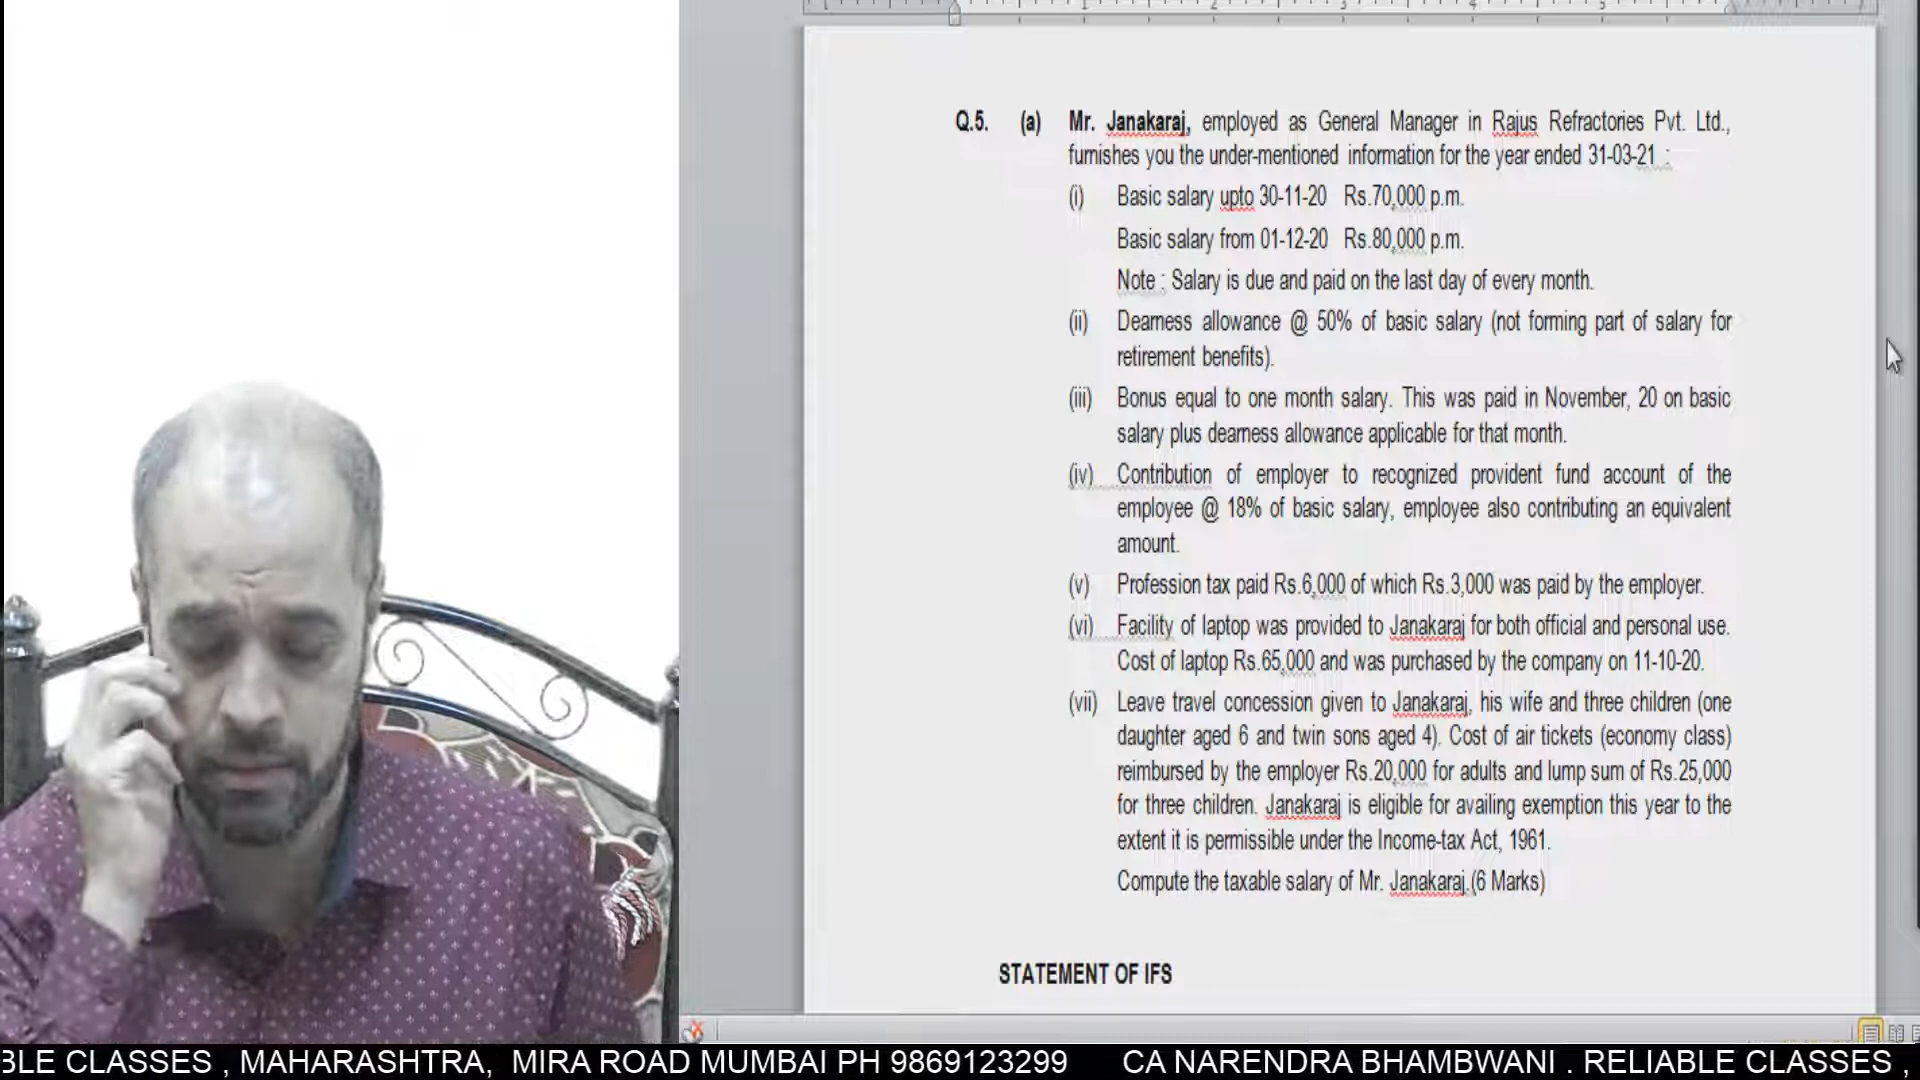 Q.5. (a) Mr. Janakaraj, employed as General Manager in Rajus Refractories Pvt. Ltd.,
furnishes you the under-mentioned information for the year ended 31-03-21 :
(i) Basic salary upto 30-11-20 Rs.70,000 p.m.
Basic salary from 01-12-20 Rs.80,000 p.m.
Note : Salary is due and paid on the last day of every month.
(ii) Dearness allowance @ 50% of basic salary (not forming part of salary for
retirement benefits).
(iii) Bonus equal to one month salary. This was paid in November, 20 on basic
salary plus dearness allowance applicable for that month.
(iv) Contribution of employer to recognized provident fund account of the
employee @ 18% of basic salary, employee also contributing an equivalent
amount.
(v) Profession tax paid Rs.6,000 of which Rs.3,000 was paid by the employer.
(vi) Facility of laptop was provided to Janakaraj for both official and personal use.
Cost of laptop Rs.65,000 and was purchased by the company on 11-10-20.
(vii) Leave travel concession given to Janakaraj, his wife and three children (one
daughter aged 6 and twin sons aged 4). Cost of air tickets (economy class)
reimbursed by the employer Rs.20,000 for adults and lump sum of Rs.25,000
for three children. Janakaraj is eligible for availing exemption this year to the
extent it is permissible under the Income-tax Act, 1961.
Compute the taxable salary of Mr. Janakaraj.(6 Marks)
STATEMENT OF IFS
BLE CLASSES , MAHARASHTRA, MIRA ROAD MUMBAI PH 9869123299 CA NARENDRA BHAMBWANI . RELIABLE CLASSES ,